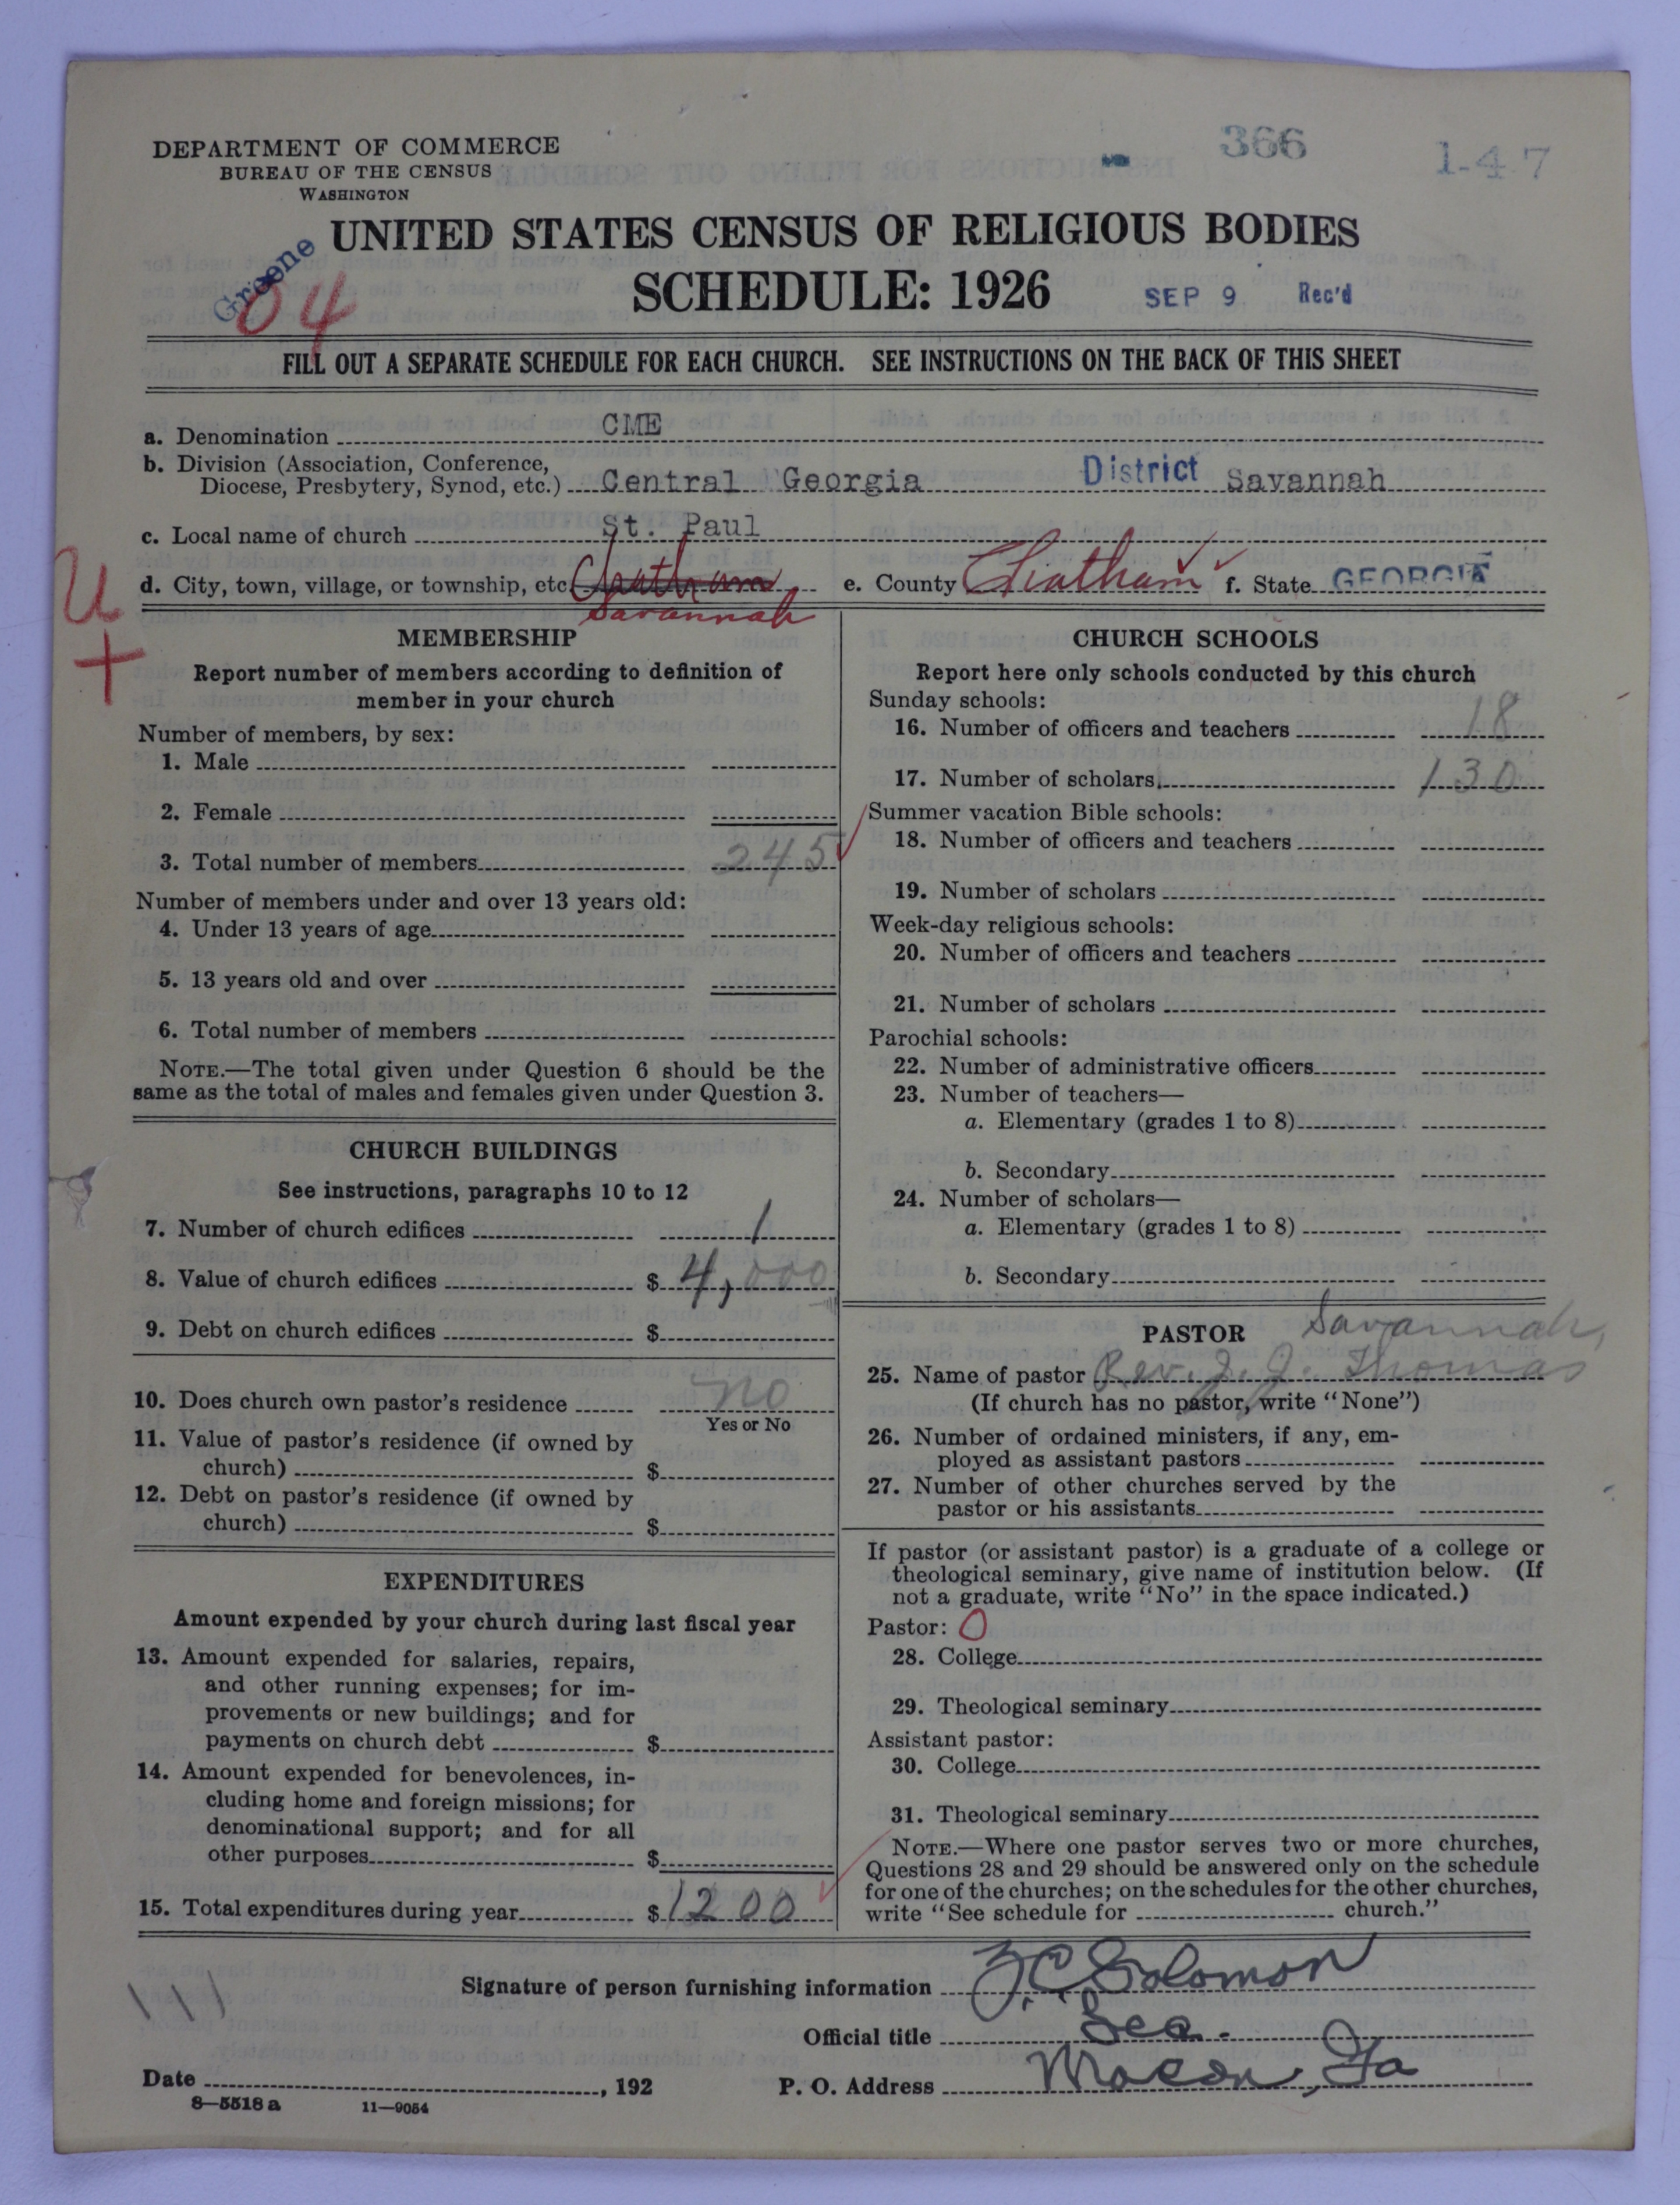 DEPARTMENT OF COMMERCE
BUREAU OF THE CENSUS
WASHINGTON
366
1-47
UNITED STATES CENSUS OF RELIGIOUS BODIES
SCHEDULE: 1926
Greene
04
SEP 9 Rec'd
FILL OUT A SEPARATE SCHEDULE FOR EACH CHURCH. SEE INSTRUCTIONS ON THE BACK OF THIS SHEET
a. Denomination CME
b. Division (Association, Conference,
Diocese, Presbytery, Synod, etc.) Central Georgia District Savannah
c. Local name of church St. Paul
d. City, town, village, or township, etc. Chatham e. County Chatham f. State GEORGIA
Savannah
U
+
MEMBERSHIP
Report number of members according to definition of
member in your church
Number of members, by sex:
1. Male
2. Female
3. Total number of members 245
Number of members under and over 13 years old:
4. Under 13 years of age
5. 13 years old and over
6. Total number of members
NOTE.—The total given under Question 6 should be the
same as the total of males and females given under Question 3.
CHURCH BUILDINGS
See instructions, paragraphs 10 to 12
7. Number of church edifices 1
8. Value of church edifices $ 4,000
9. Debt on church edifices $
10. Does church own pastor's residence no
Yes or No
11. Value of pastor's residence (if owned by
church) $
12. Debt on pastor's residence (if owned by
church) $
EXPENDITURES
Amount expended by your church during last fiscal year
13. Amount expended for salaries, repairs,
and other running expenses; for im-
provements or new buildings; and for
payments on church debt $
14. Amount expended for benevolences, in-
cluding home and foreign missions; for
denominational support; and for all
other purposes $
15. Total expenditures during year $ 1200
CHURCH SCHOOLS
Report here only schools conducted by this church
Sunday schools:
16. Number of officers and teachers 18
17. Number of scholars 130
Summer vacation Bible schools:
18. Number of officers and teachers
19. Number of scholars
Week-day religious schools:
20. Number of officers and teachers
21. Number of scholars
Parochial schools:
22. Number of administrative officers
23. Number of teachers—
a. Elementary (grades 1 to 8)
b. Secondary
24. Number of scholars—
a. Elementary (grades 1 to 8)
b. Secondary
PASTOR Savannah,
25. Name of pastor Rev. J. J. Thomas
(If church has no pastor, write "None")
26. Number of ordained ministers, if any, em-
ployed as assistant pastors
27. Number of other churches served by the
pastor or his assistants
If pastor (or assistant pastor) is a graduate of a college or
theological seminary, give name of institution below. (If
not a graduate, write "No" in the space indicated.)
Pastor: O
28. College
29. Theological seminary
Assistant pastor:
30. College
31. Theological seminary
NOTE.—Where one pastor serves two or more churches,
Questions 28 and 29 should be answered only on the schedule
for one of the churches; on the schedules for the other churches,
write "See schedule for church."
111
Signature of person furnishing information Z. C. Solomon
Official title Sec.
Date , 192 P. O. Address Macon, Ga
8—5518 a 11—9054